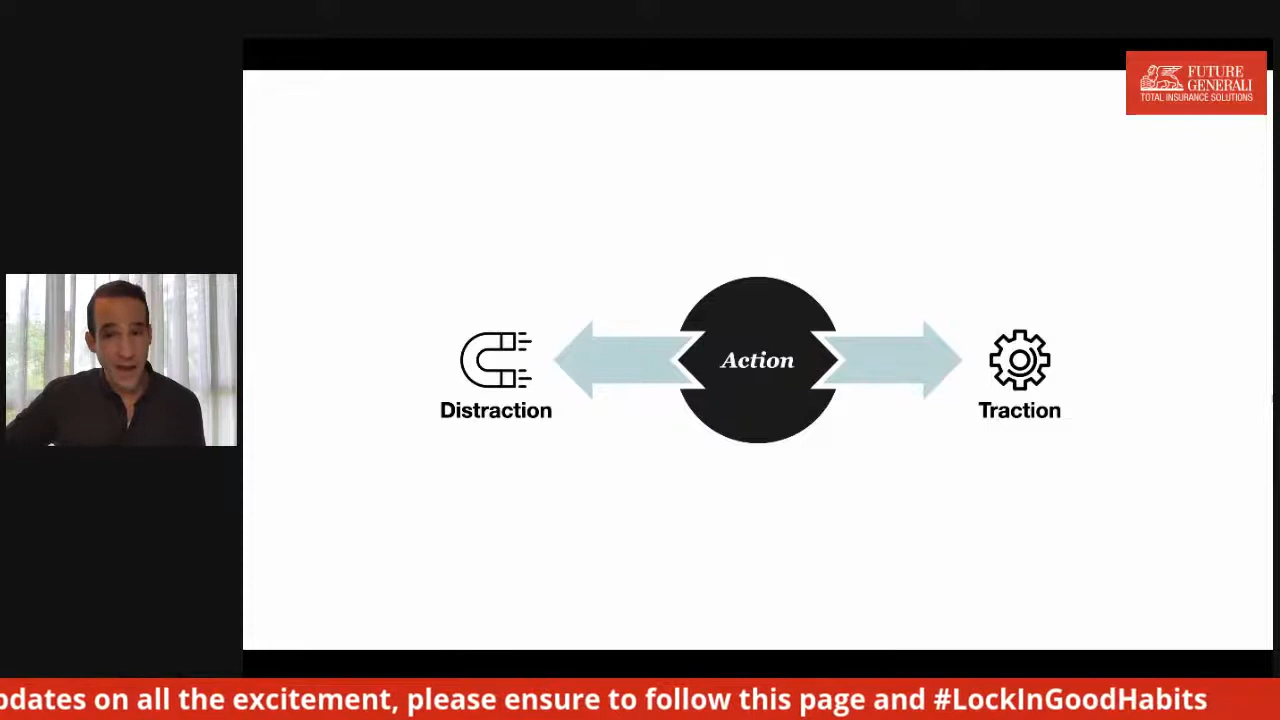 FUTURE
GENERALI
TOTAL INSURANCE SOLUTIONS
Action
Distraction
Traction
pdates on all the excitement, please ensure to follow this page and #LockInGoodHabits